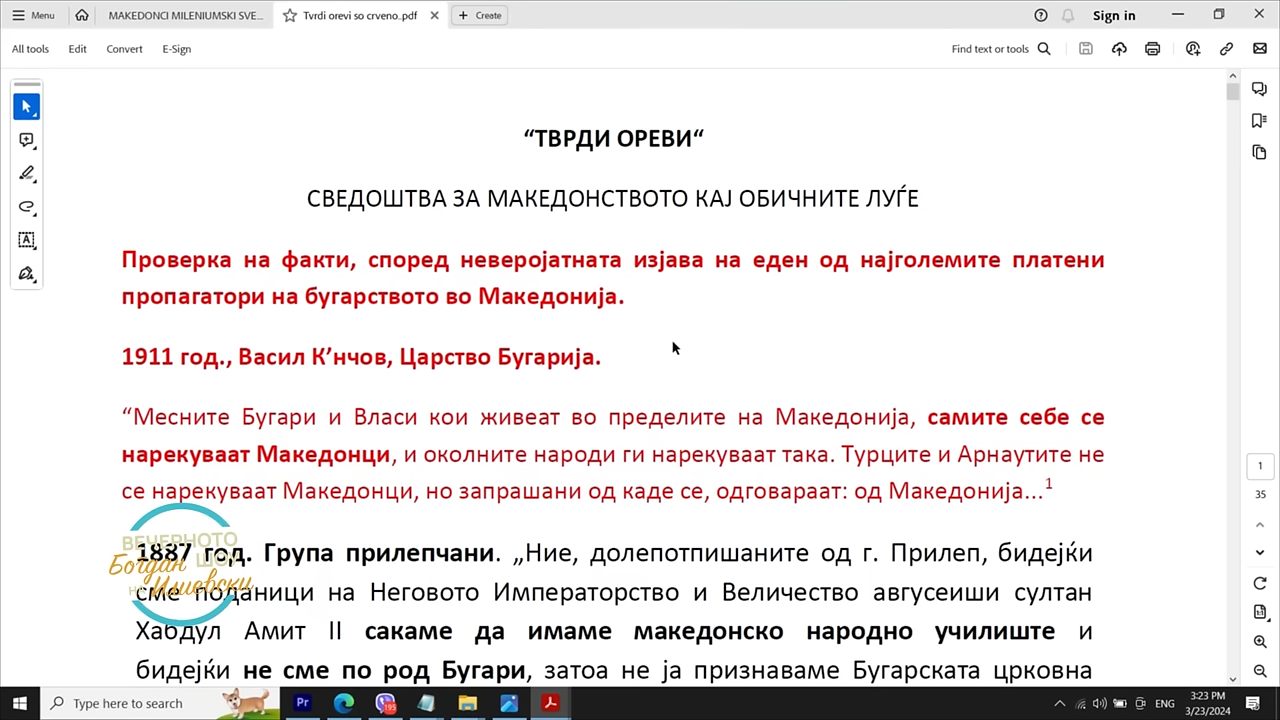 Menu
MAKEDONCI MILENIUMSKI SVE...
Tvrdi orevi so crveno..pdf
Create
Sign in
All tools
Edit
Convert
E-Sign
Find text or tools
“ТВРДИ ОРЕВИ“
СВЕДОШТВА ЗА МАКЕДОНСТВОТО КАЈ ОБИЧНИТЕ ЛУЃЕ
Проверка на факти, според неверојатната изјава на еден од најголемите платени
пропагатори на бугарството во Македонија.
1911 год., Васил К’нчов, Царство Бугарија.
“Месните Бугари и Власи кои живеат во пределите на Македонија, самите себе се
нарекуваат Македонци, и околните народи ги нарекуваат така. Турците и Арнаутите не
се нарекуваат Македонци, но запрашани од каде се, одговараат: од Македонија...1
1887 год. Група прилепчани. „Ние, долепотпишаните од г. Прилеп, бидејќи
сме поданици на Неговото Императорство и Величество авгусеиши султан
Хабдул Амит II сакаме да имаме македонско народно училиште и
бидејќи не сме по род Бугари, затоа не ја признаваме Бугарската црковна
ВЕЧЕРНОТО
ШОУ
Богдан
НА Илиевски
1
35
Type here to search
195
ENG
3:23 PM
3/23/2024